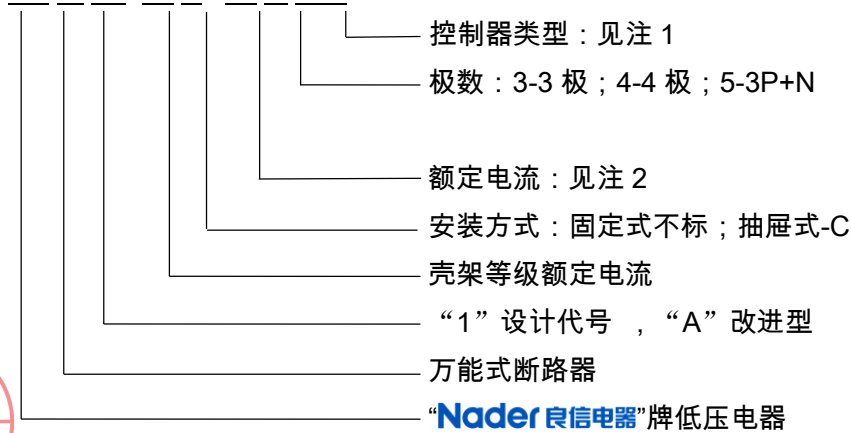 控制器类型：见注 1
极数：3-3 极；4-4 极；5-3P+N
额定电流：见注 2
安装方式：固定式不标；抽屉式-C
壳架等级额定电流
“1”设计代号 ，“A”改进型
万能式断路器
“Nader良信电器”牌低压电器